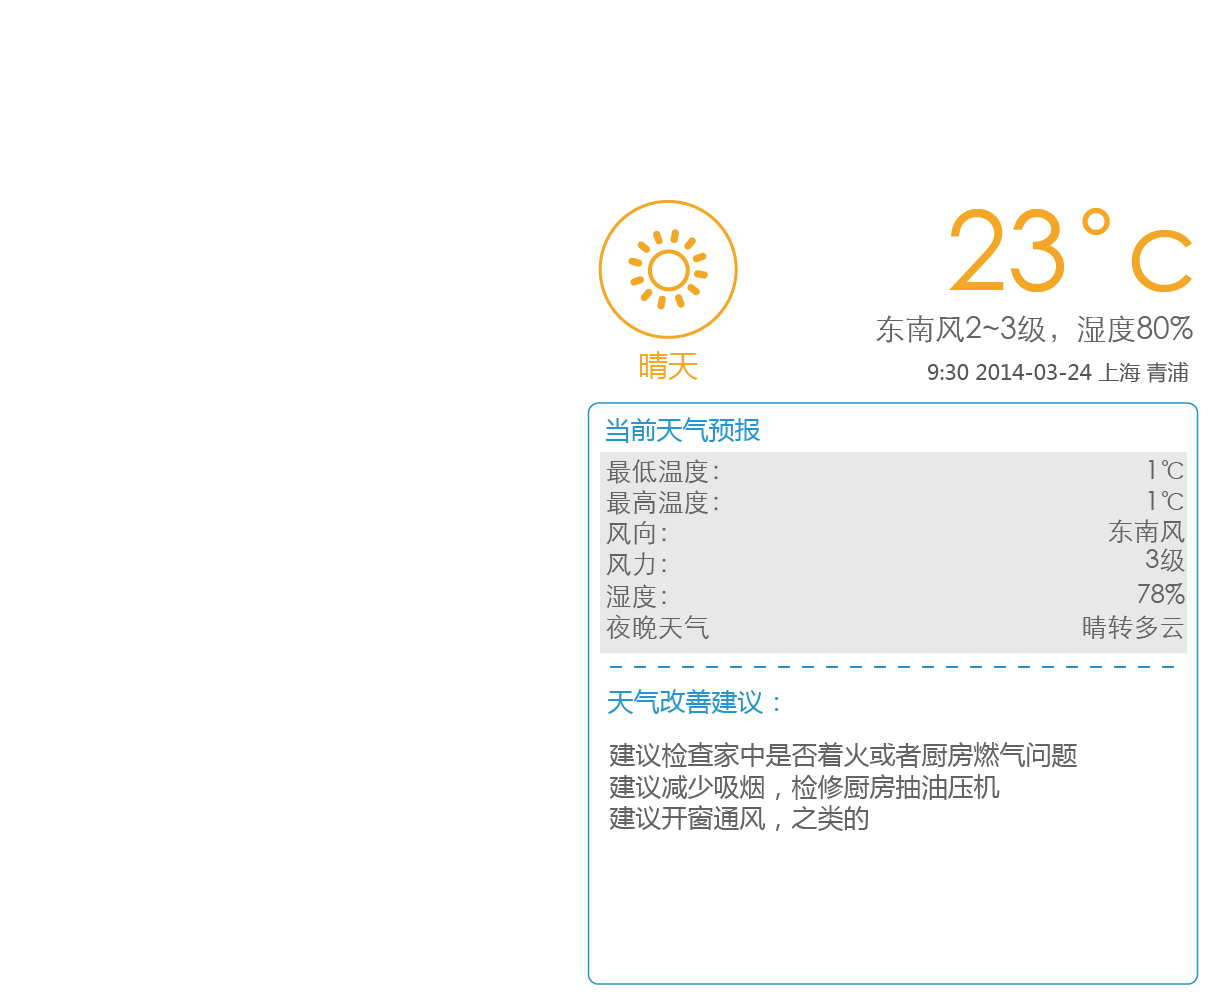 23°C
东南风2~3级，湿度80%
晴天
9:30 2014-03-24 上海 青浦
当前天气预报
最低温度： 1℃
最高温度： 1℃
风向： 东南风
风力： 3级
湿度： 78%
夜晚天气 晴转多云
天气改善建议：
建议检查家中是否着火或者厨房燃气问题
建议减少吸烟，检修厨房抽油压机
建议开窗通风，之类的